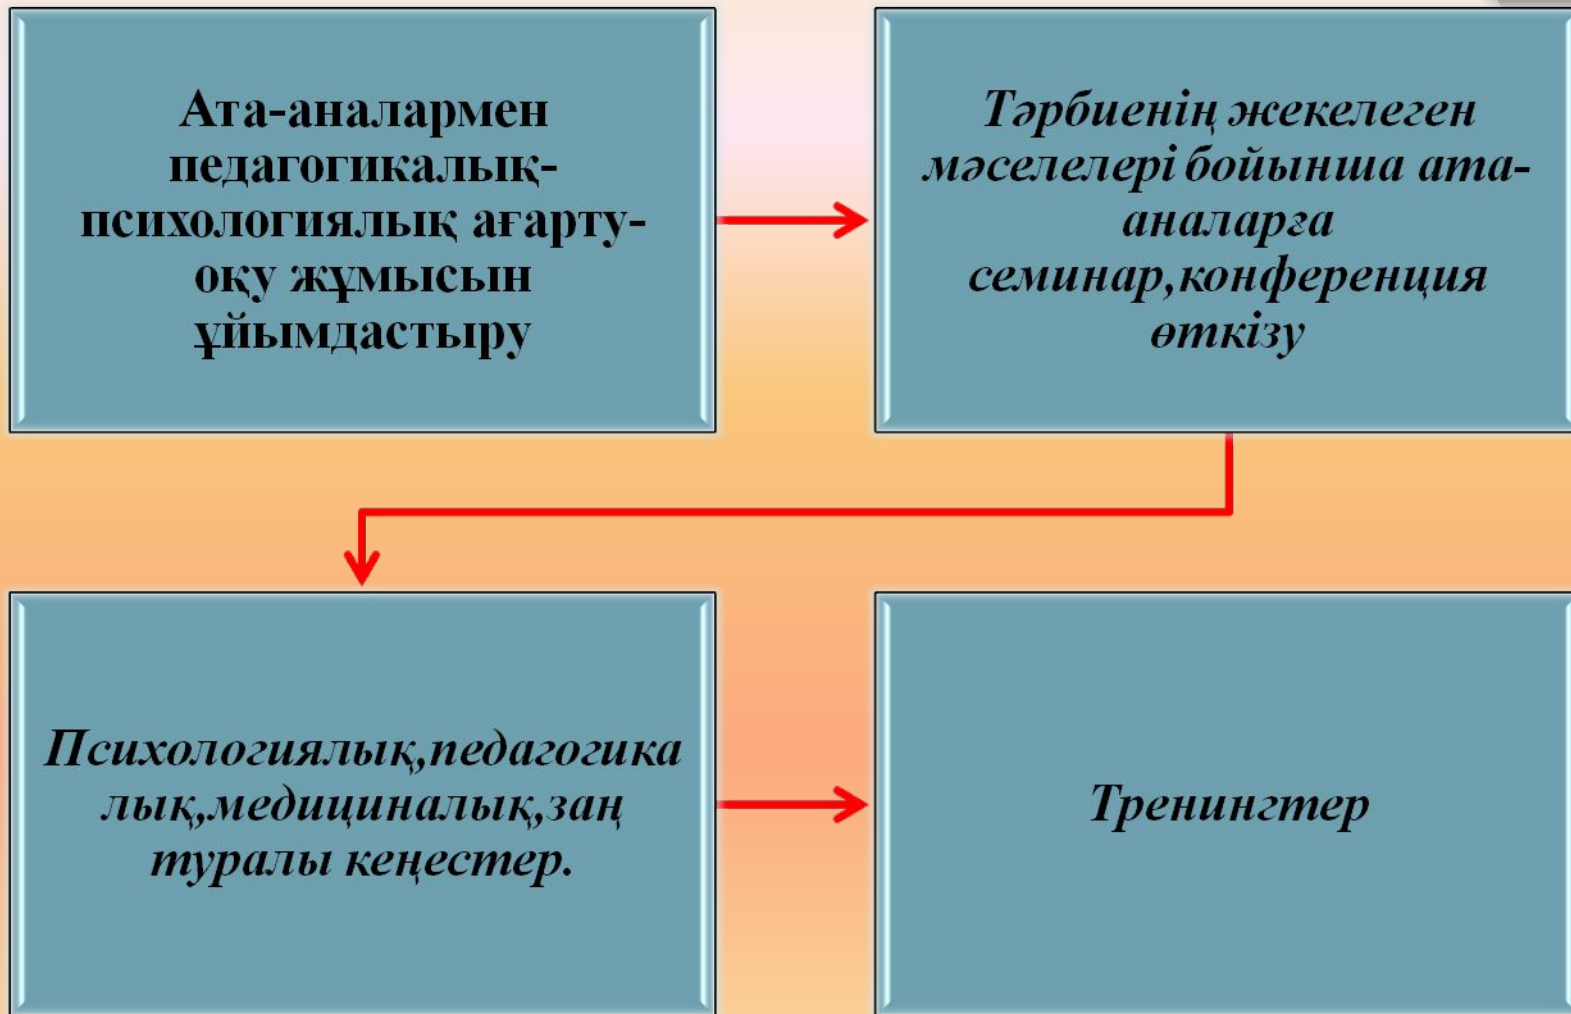 Ата-аналармен
педагогикалық-
психологиялық ағарту-
оқу жұмысын
ұйымдастыру
Тәрбиенің жекелеген
мәселелері бойынша ата-
аналарға
семинар,конференция
өткізу
Психологиялық,педагогика
лық,медициналық,заң
туралы кеңестер.
Тренингтер